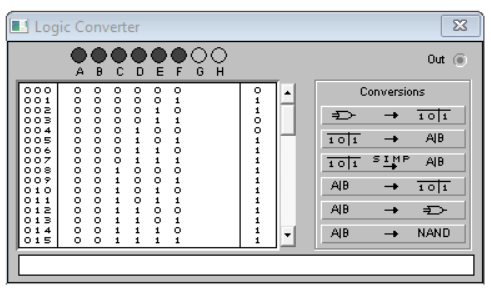 Logic Converter
A B C D E F G H
Out
000 0 0 0 0 0 0 0
001 0 0 0 0 0 1 1
002 0 0 0 0 1 0 1
003 0 0 0 0 1 1 0
004 0 0 0 1 0 0 0
005 0 0 0 1 0 1 1
006 0 0 0 1 1 0 1
007 0 0 0 1 1 1 1
008 0 0 1 0 0 0 0
009 0 0 1 0 0 1 1
010 0 0 1 0 1 0 1
011 0 0 1 0 1 1 1
012 0 0 1 1 0 0 1
013 0 0 1 1 0 1 1
014 0 0 1 1 1 0 1
015 0 0 1 1 1 1 1
Conversions
→ 1 0 | 1
1 0 | 1 → A|B
1 0 | 1 SIMP → A|B
A|B → 1 0 | 1
A|B →
A|B → NAND